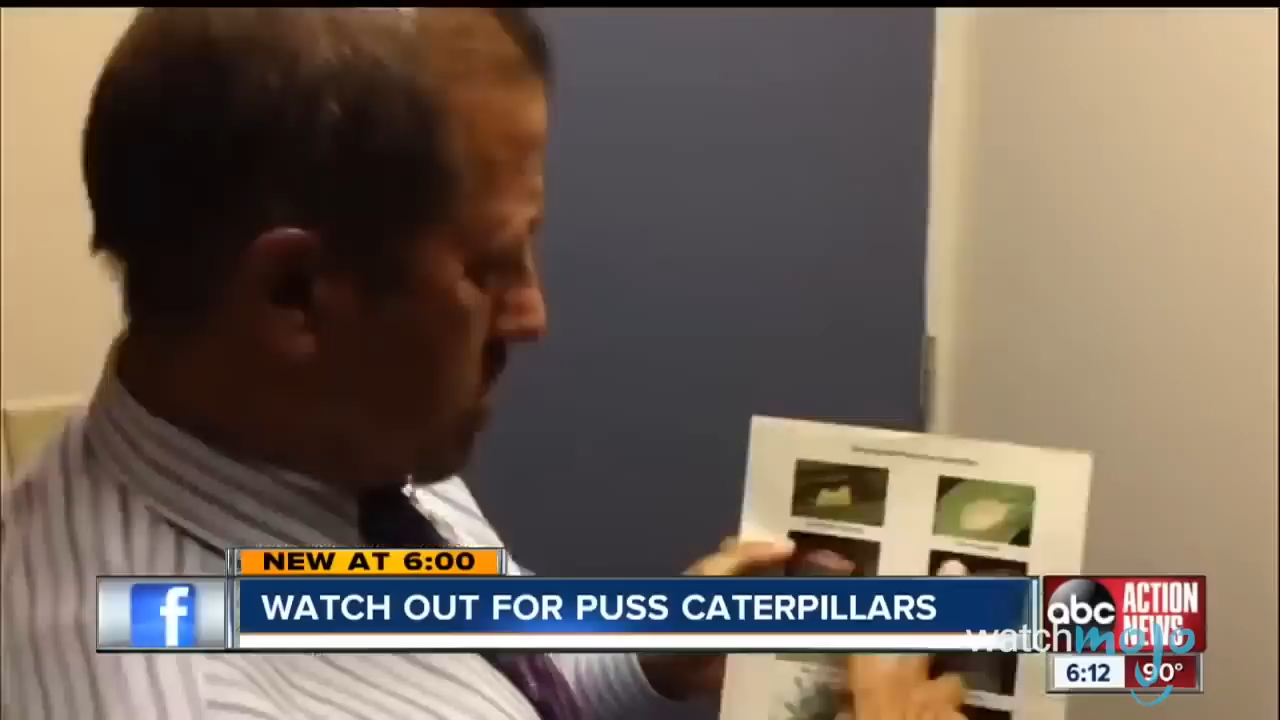 NEW AT 6:00
f
WATCH OUT FOR PUSS CATERPILLARS
abc
ACTION
NEWS
watchmojo
6:12
90°